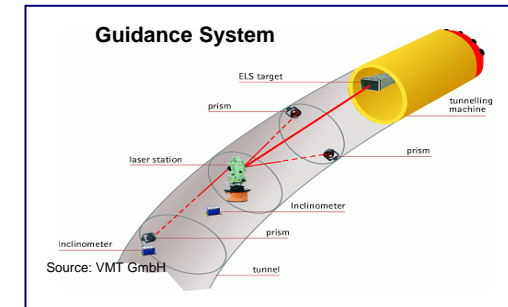 Guidance System
ELS target
prism
tunnelling
machine
laser station
prism
Inclinometer
prism
Inclinometer
Source: VMT GmbH
tunnel